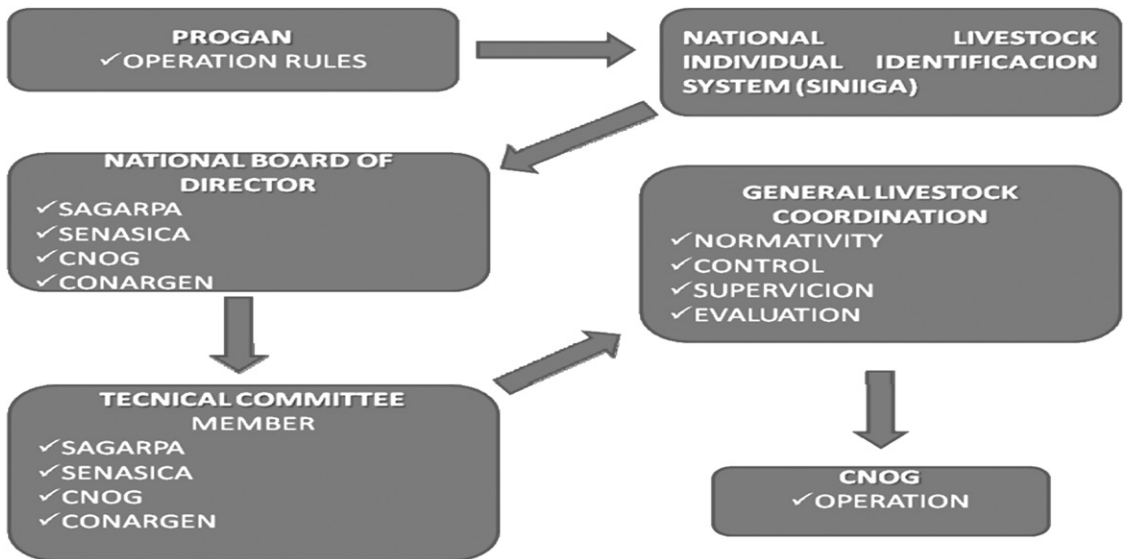 PROGAN
✓OPERATION RULES
NATIONAL LIVESTOCK
INDIVIDUAL IDENTIFICACION
SYSTEM (SINIIGA)
NATIONAL BOARD OF
DIRECTOR
✓SAGARPA
✓SENASICA
✓CNOG
✓CONARGEN
TECNICAL COMMITTEE
MEMBER
✓SAGARPA
✓SENASICA
✓CNOG
✓CONARGEN
GENERAL LIVESTOCK
COORDINATION
✓NORMATIVITY
✓CONTROL
✓SUPERVICION
✓EVALUATION
CNOG
✓OPERATION